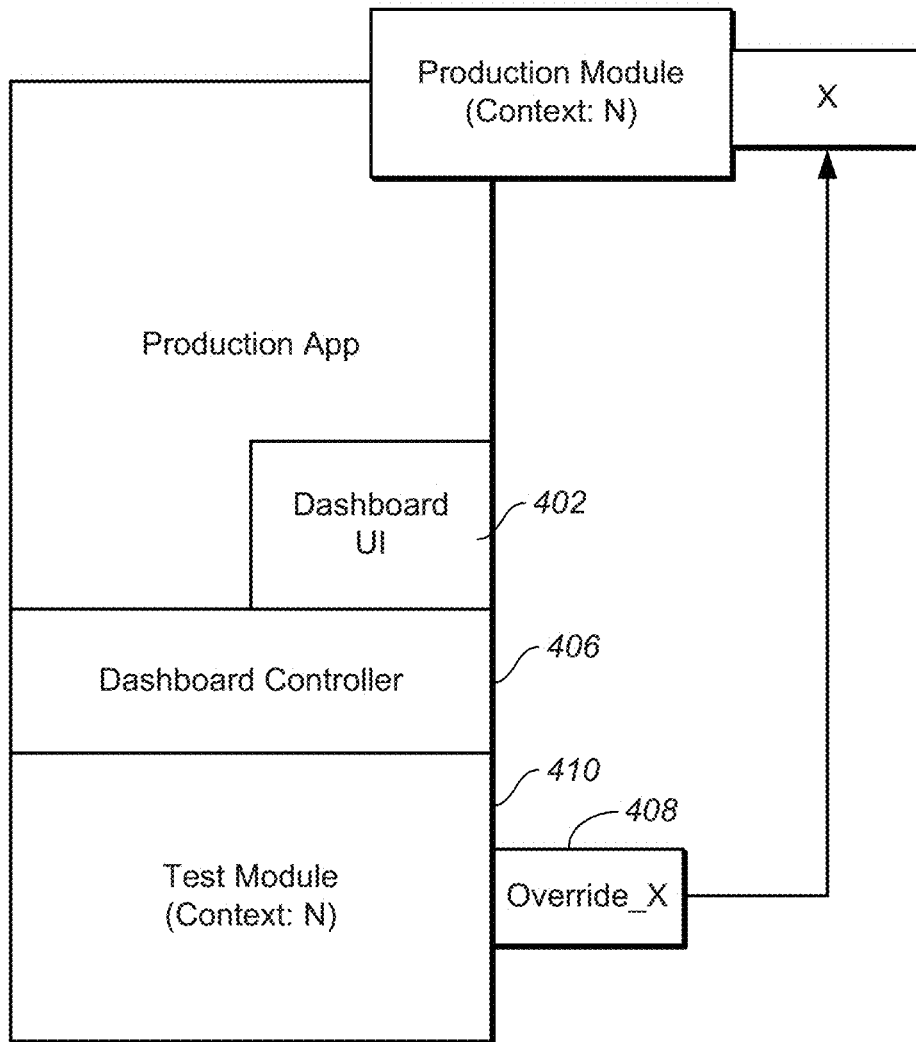 Production Module
(Context: N)
X
Production App
Dashboard
UI
402
Dashboard Controller
406
410
408
Test Module
(Context: N)
Override_X